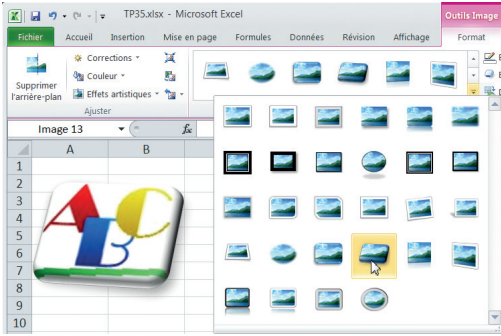 TP35.xlsx - Microsoft Excel
Outils Image
Fichier Accueil Insertion Mise en page Formules Données Révision Affichage Format
Corrections
Couleur
Effets artistiques
Supprimer
l'arrière-plan
Ajuster
Image 13 fx
A B
1
2
3
4
5
6
7
8
9
10
ABC